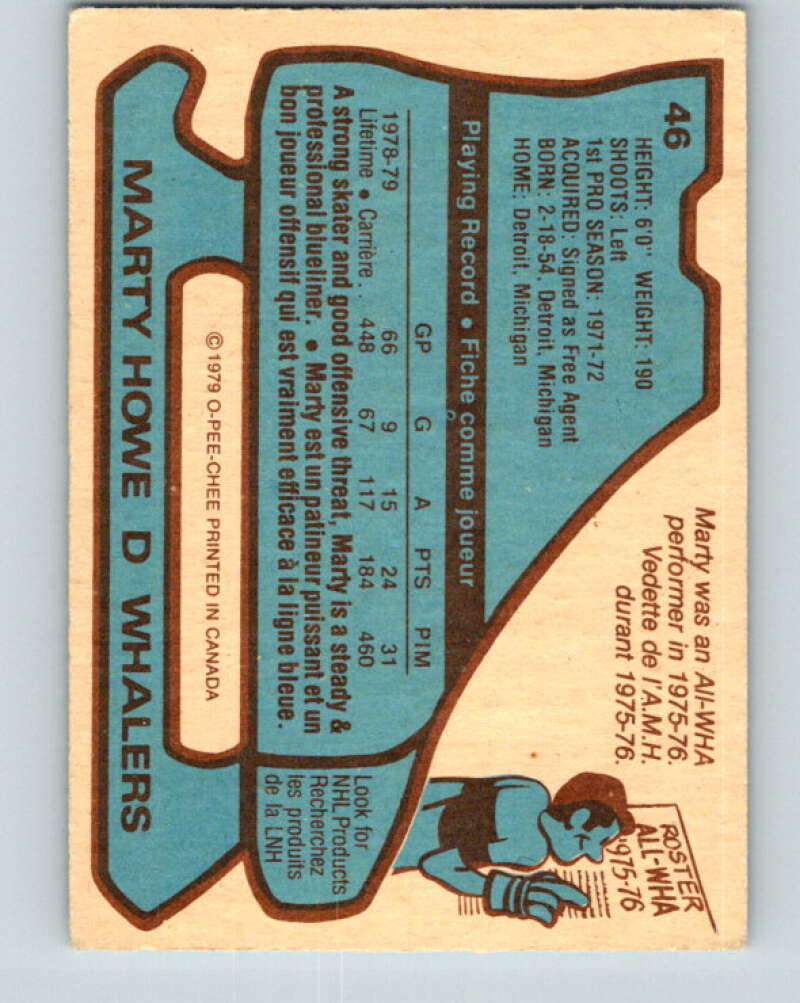 46
HEIGHT: 6'0" WEIGHT: 190
SHOOTS: Left
1st PRO SEASON: 1971-72
ACQUIRED: Signed as Free Agent
BORN: 2-18-54, Detroit, Michigan
HOME: Detroit, Michigan
Marty was an All-WHA
performer in 1975-76.
Vedette de l'A.M.H.
durant 1975-76.
ROSTER
ALL-WHA
1975-76
Playing Record • Fiche comme joueur
GP G A PTS PIM
1978-79 66 9 15 24 31
Lifetime • Carrière.. 448 67 117 184 460
A strong skater and good offensive threat, Marty is a steady &
professional blueliner. • Marty est un patineur puissant et un
bon joueur offensif qui est vraiment efficace à la ligne bleue.
Look for
NHL Products
Recherchez
les produits
de la LNH
©1979 O-PEE-CHEE PRINTED IN CANADA
MARTY HOWE D WHALERS